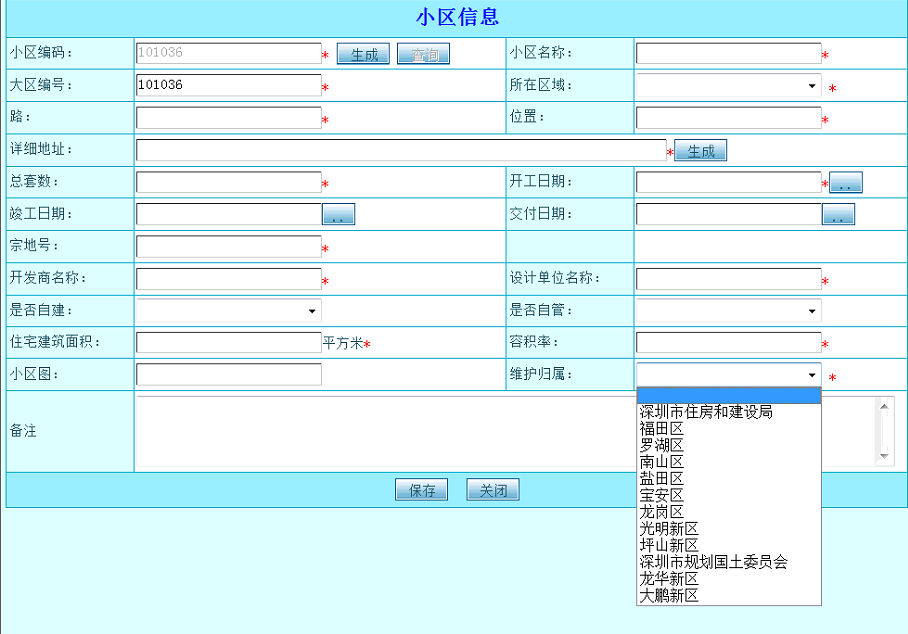 小区信息
小区编码: 101036 * 生成 查询 小区名称: *
大区编号: 101036 * 所在区域: *
路: * 位置: *
详细地址: * 生成
总套数: * 开工日期: * ..
竣工日期: .. 交付日期: ..
宗地号: *
开发商名称: * 设计单位名称: *
是否自建: 是否自管:
住宅建筑面积: 平方米* 容积率: *
小区图: 维护归属: *
备注
深圳市住房和建设局
福田区
罗湖区
南山区
盐田区
宝安区
龙岗区
光明新区
坪山新区
深圳市规划国土委员会
龙华新区
大鹏新区
保存 关闭